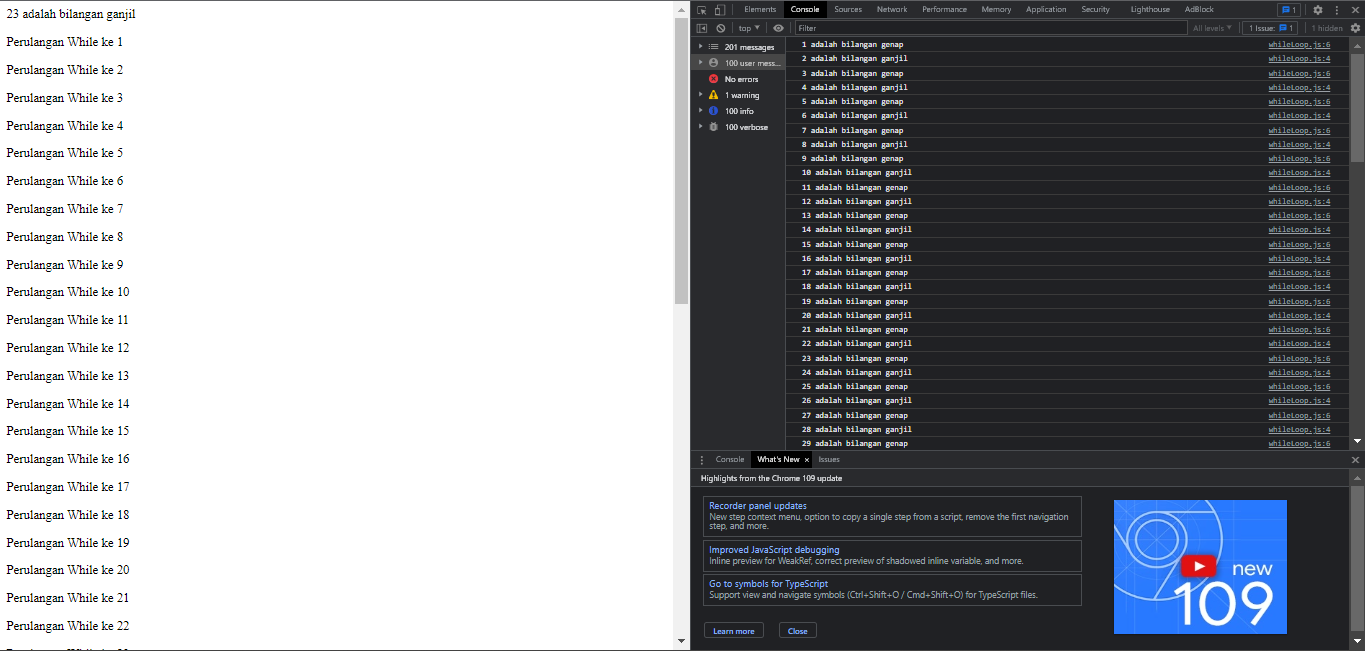 23 adalah bilangan ganjil
Perulangan While ke 1
Perulangan While ke 2
Perulangan While ke 3
Perulangan While ke 4
Perulangan While ke 5
Perulangan While ke 6
Perulangan While ke 7
Perulangan While ke 8
Perulangan While ke 9
Perulangan While ke 10
Perulangan While ke 11
Perulangan While ke 12
Perulangan While ke 13
Perulangan While ke 14
Perulangan While ke 15
Perulangan While ke 16
Perulangan While ke 17
Perulangan While ke 18
Perulangan While ke 19
Perulangan While ke 20
Perulangan While ke 21
Perulangan While ke 22
Elements Console Sources Network Performance Memory Application Security Lighthouse AdBlock 1
top Filter All levels 1 Issue: 1 1 hidden
201 messages
100 user mess...
No errors
1 warning
100 info
100 verbose
1 adalah bilangan genap whileLoop.js:6
2 adalah bilangan ganjil whileLoop.js:4
3 adalah bilangan genap whileLoop.js:6
4 adalah bilangan ganjil whileLoop.js:4
5 adalah bilangan genap whileLoop.js:6
6 adalah bilangan ganjil whileLoop.js:4
7 adalah bilangan genap whileLoop.js:6
8 adalah bilangan ganjil whileLoop.js:4
9 adalah bilangan genap whileLoop.js:6
10 adalah bilangan ganjil whileLoop.js:4
11 adalah bilangan genap whileLoop.js:6
12 adalah bilangan ganjil whileLoop.js:4
13 adalah bilangan genap whileLoop.js:6
14 adalah bilangan ganjil whileLoop.js:4
15 adalah bilangan genap whileLoop.js:6
16 adalah bilangan ganjil whileLoop.js:4
17 adalah bilangan genap whileLoop.js:6
18 adalah bilangan ganjil whileLoop.js:4
19 adalah bilangan genap whileLoop.js:6
20 adalah bilangan ganjil whileLoop.js:4
21 adalah bilangan genap whileLoop.js:6
22 adalah bilangan ganjil whileLoop.js:4
23 adalah bilangan genap whileLoop.js:6
24 adalah bilangan ganjil whileLoop.js:4
25 adalah bilangan genap whileLoop.js:6
26 adalah bilangan ganjil whileLoop.js:4
27 adalah bilangan genap whileLoop.js:6
28 adalah bilangan ganjil whileLoop.js:4
29 adalah bilangan genap whileLoop.js:6
Console What's New Issues
Highlights from the Chrome 109 update
Recorder panel updates
New step context menu, option to copy a single step from a script, remove the first navigation
step, and more.
Improved JavaScript debugging
Inline preview for WeakRef, correct preview of shadowed inline variable, and more.
Go to symbols for TypeScript
Support view and navigate symbols (Ctrl+Shift+O / Cmd+Shift+O) for TypeScript files.
Learn more Close
new
109